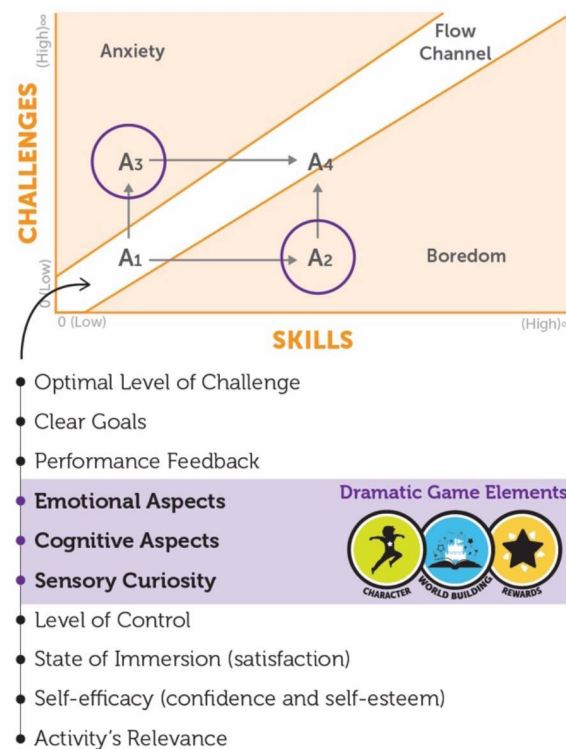 (High)∞
Anxiety
Flow
Channel
CHALLENGES
A3
A4
A1
A2
Boredom
0 (Low)
0 (Low)
(High)∞
SKILLS
Optimal Level of Challenge
Clear Goals
Performance Feedback
Emotional Aspects
Dramatic Game Elements
Cognitive Aspects
Sensory Curiosity
CHARACTER
WORLD BUILDING
REWARDS
Level of Control
State of Immersion (satisfaction)
Self-efficacy (confidence and self-esteem)
Activity's Relevance